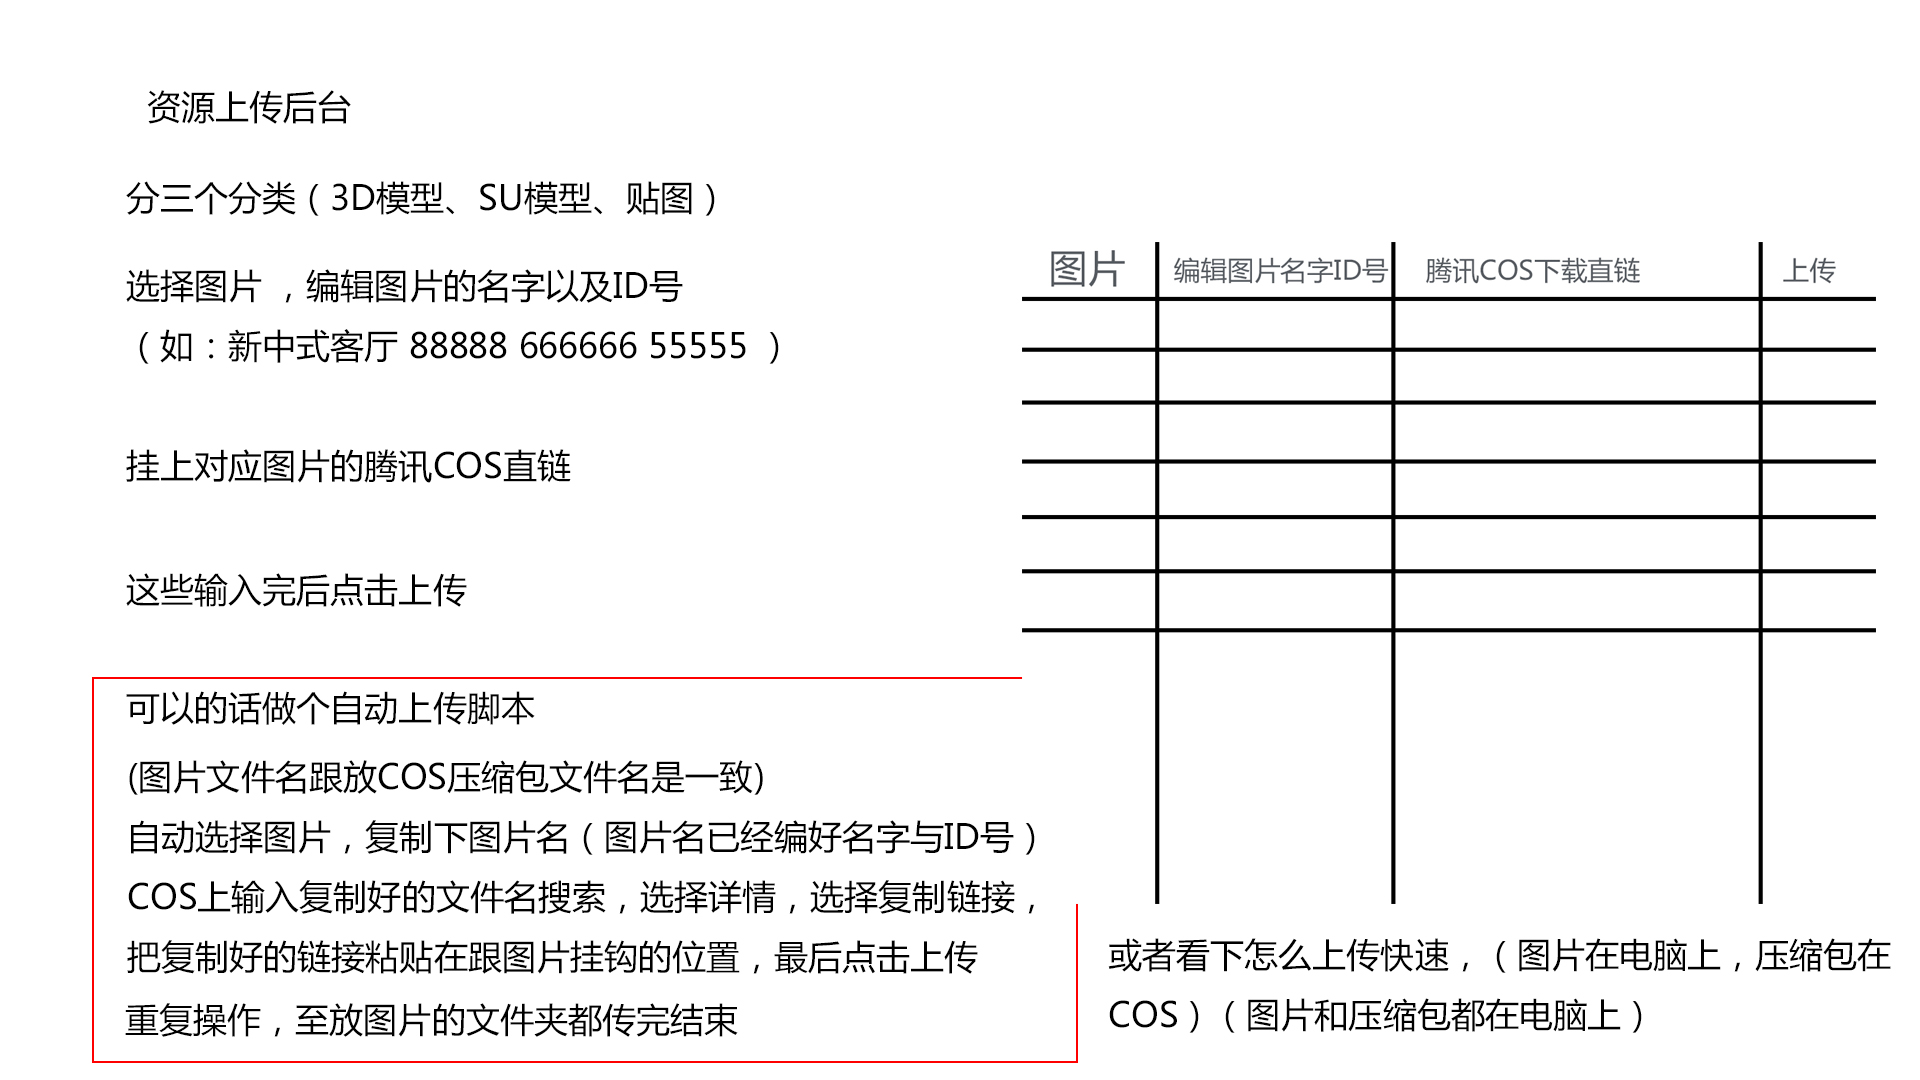 资源上传后台
分三个分类（3D模型、SU模型、贴图）
选择图片 ，编辑图片的名字以及ID号
（如：新中式客厅 88888 666666 55555 ）
挂上对应图片的腾讯COS直链
这些输入完后点击上传
图片 编辑图片名字ID号 腾讯COS下载直链 上传
可以的话做个自动上传脚本
(图片文件名跟放COS压缩包文件名是一致)
自动选择图片，复制下图片名（图片名已经编好名字与ID号）
COS上输入复制好的文件名搜索，选择详情，选择复制链接，
把复制好的链接粘贴在跟图片挂钩的位置，最后点击上传
重复操作，至放图片的文件夹都传完结束
或者看下怎么上传快速，（图片在电脑上，压缩包在
COS）（图片和压缩包都在电脑上）